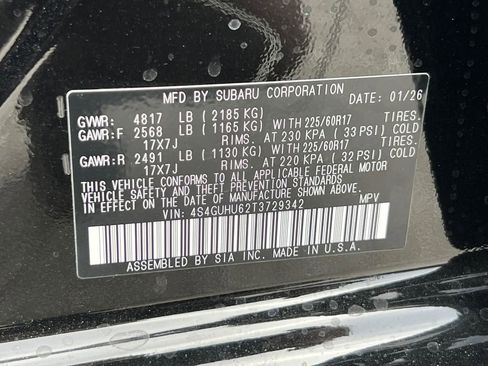 MFD BY SUBARU CORPORATION DATE: 01/26
GVWR: 4817 LB ( 2185 KG)
GAWR:F 2568 LB ( 1165 KG) WITH 225/60R17 TIRES.
17X7J RIMS. AT 230 KPA ( 33 PSI) COLD
GAWR:R 2491 LB ( 1130 KG) WITH 225/60R17 TIRES.
17X7J RIMS. AT 220 KPA ( 32 PSI) COLD
THIS VEHICLE CONFORMS TO ALL APPLICABLE FEDERAL MOTOR
VEHICLE SAFETY AND BUMPER STANDARDS
IN EFFECT ON THE DATE OF MANUFACTURE SHOWN ABOVE.
VIN: 4S4GUHU62T3729342 MPV
ASSEMBLED BY SIA INC. MADE IN U.S.A.